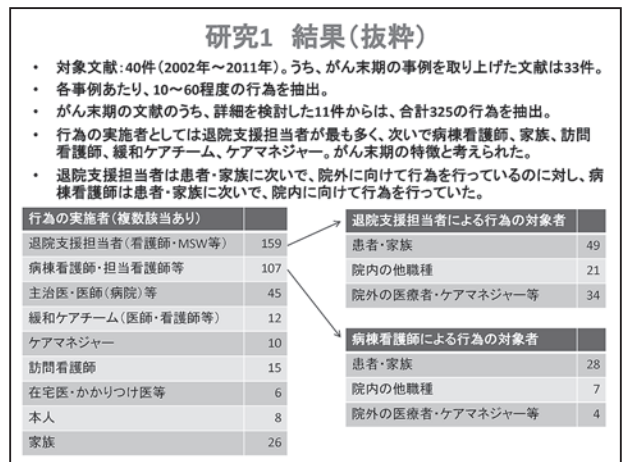 研究1 結果(抜粋)
• 対象文献:40件(2002年～2011年)。うち、がん末期の事例を取り上げた文献は33件。
• 各事例あたり、10～60程度の行為を抽出。
• がん末期の文献のうち、詳細を検討した11件からは、合計325の行為を抽出。
• 行為の実施者としては退院支援担当者が最も多く、次いで病棟看護師、家族、訪問
看護師、緩和ケアチーム、ケアマネジャー。がん末期の特徴と考えられた。
• 退院支援担当者は患者・家族に次いで、院外に向けて行為を行っているのに対し、病
棟看護師は患者・家族に次いで、院内に向けて行為を行っていた。
行為の実施者(複数該当あり)
退院支援担当者(看護師・MSW等) 159
病棟看護師・担当看護師等 107
主治医・医師(病院)等 45
緩和ケアチーム(医師・看護師等) 12
ケアマネジャー 10
訪問看護師 15
在宅医・かかりつけ医等 6
本人 8
家族 26
退院支援担当者による行為の対象者
患者・家族 49
院内の他職種 21
院外の医療者・ケアマネジャー等 34
病棟看護師による行為の対象者
患者・家族 28
院内の他職種 7
院外の医療者・ケアマネジャー等 4